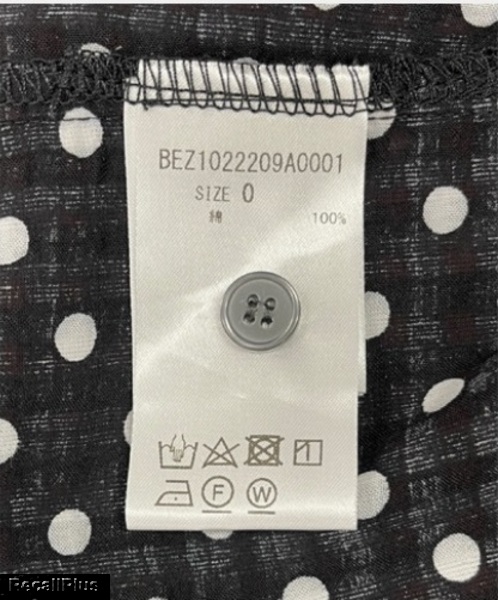 BEZ1022209A0001
SIZE 0
綿 100%
F W
RecallPlus